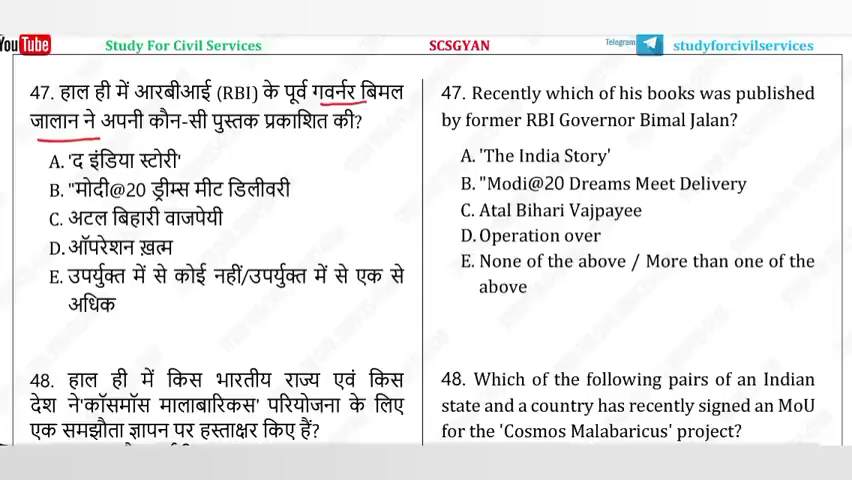 You Tube
Study For Civil Services
SCSGYAN
Telegram
studyforcivilservices
47. हाल ही में आरबीआई (RBI) के पूर्व गवर्नर बिमल
जालान ने अपनी कौन-सी पुस्तक प्रकाशित की?
A. 'द इंडिया स्टोरी'
B. "मोदी@20 ड्रीम्स मीट डिलीवरी
C. अटल बिहारी वाजपेयी
D. ऑपरेशन ख़त्म
E. उपर्युक्त में से कोई नहीं/उपर्युक्त में से एक से
अधिक
48. हाल ही में किस भारतीय राज्य एवं किस
देश ने'कॉसमॉस मालाबारिकस' परियोजना के लिए
एक समझौता ज्ञापन पर हस्ताक्षर किए हैं?
47. Recently which of his books was published
by former RBI Governor Bimal Jalan?
A. 'The India Story'
B. "Modi@20 Dreams Meet Delivery
C. Atal Bihari Vajpayee
D. Operation over
E. None of the above / More than one of the
above
48. Which of the following pairs of an Indian
state and a country has recently signed an MoU
for the 'Cosmos Malabaricus' project?